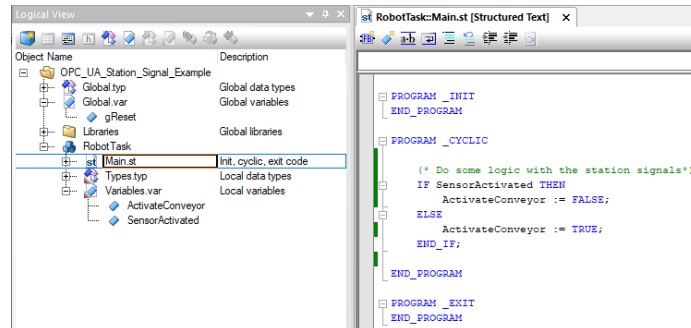 Logical View
Object Name Description
OPC_UA_Station_Signal_Example
Global.typ Global data types
Global.var Global variables
gReset
Libraries Global libraries
RobotTask
Main.st Init, cyclic, exit code
Types.typ Local data types
Variables.var Local variables
ActivateConveyor
SensorActivated
RobotTask::Main.st [Structured Text]
PROGRAM _INIT
END_PROGRAM
PROGRAM _CYCLIC
(* Do some logic with the station signals*)
IF SensorActivated THEN
ActivateConveyor := FALSE;
ELSE
ActivateConveyor := TRUE;
END_IF;
END_PROGRAM
PROGRAM _EXIT
END_PROGRAM